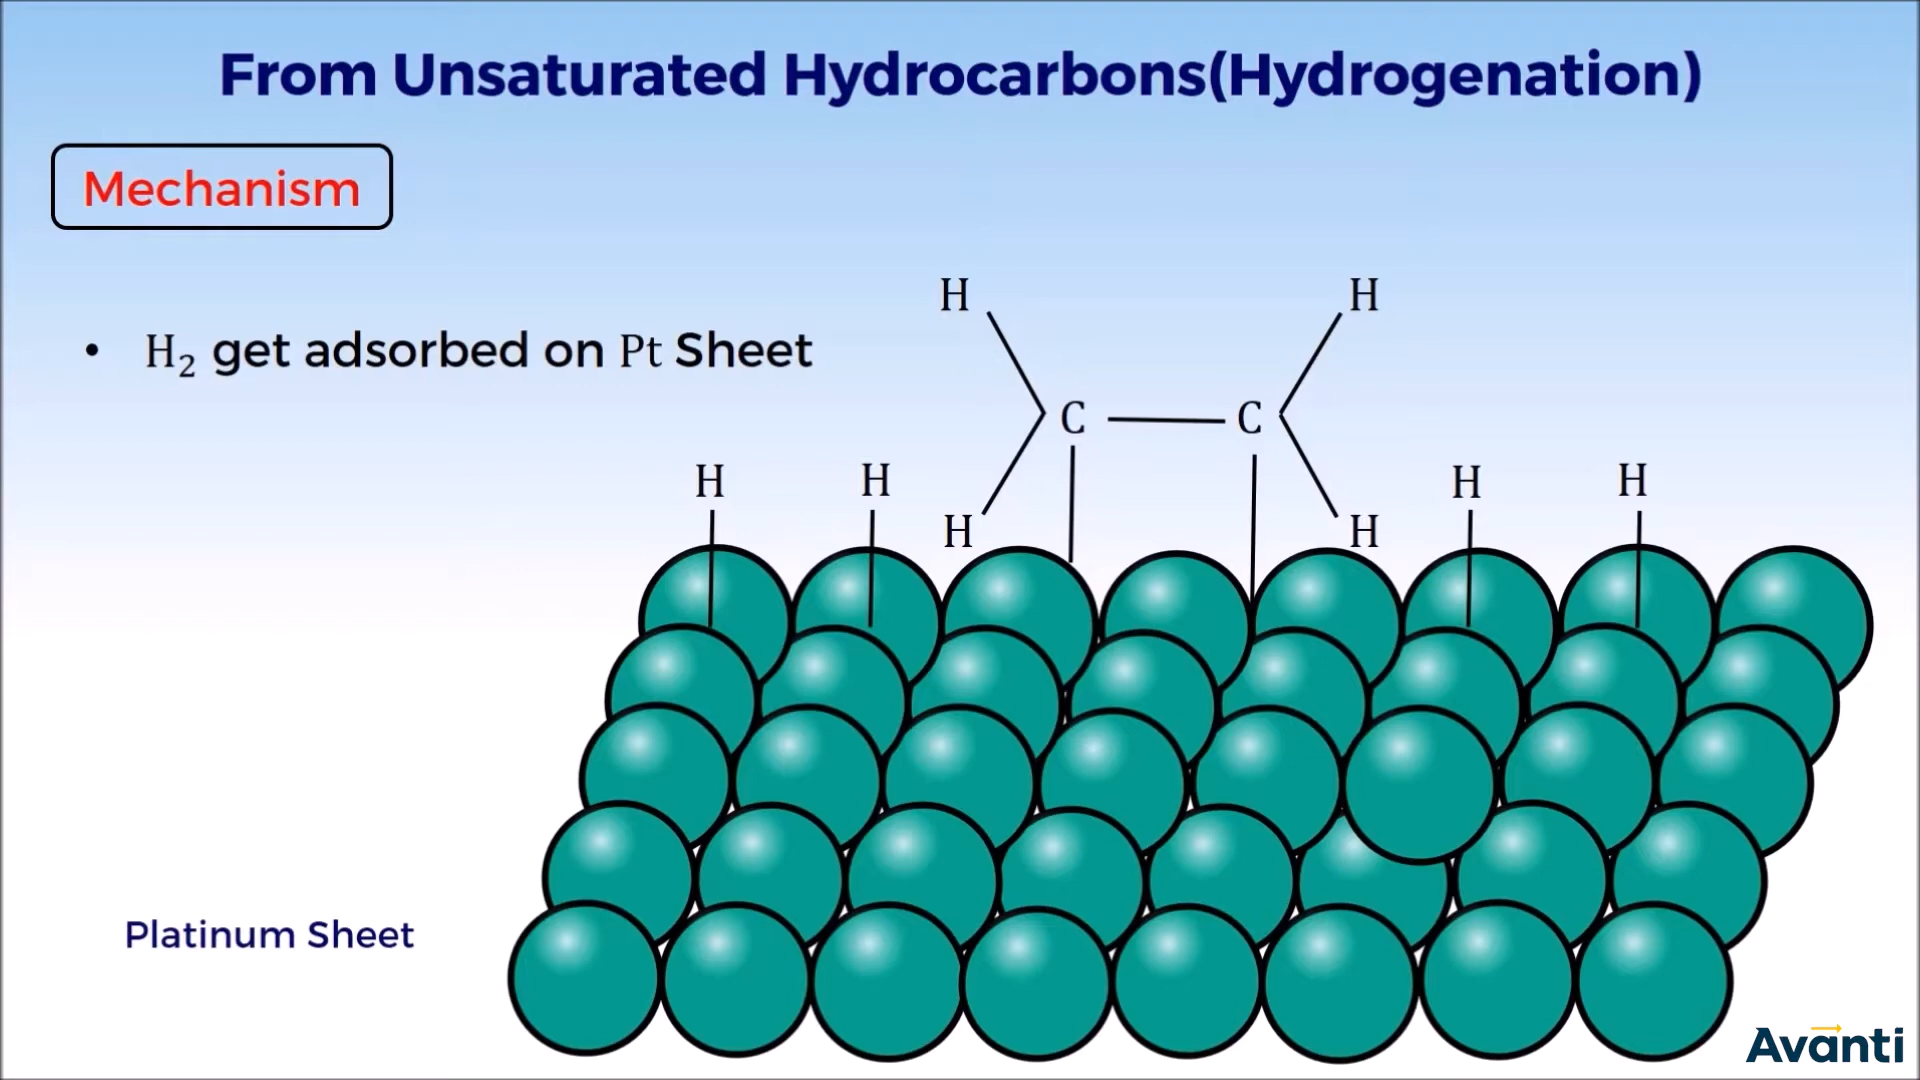 From Unsaturated Hydrocarbons(Hydrogenation)
Mechanism
• H₂ get adsorbed on Pt Sheet
H H
C C
H H H H H H
Platinum Sheet
Avanti